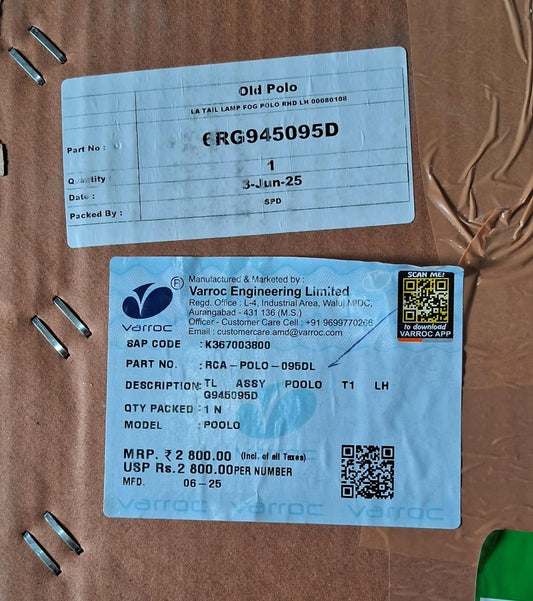 Old Polo
LA TAIL LAMP FOG POLO RHD LH 00080108
Part No : 6RG945095D
Quantity : 1
Date : 3-Jun-25
Packed By : SPD
Manufactured & Marketed by :
Varroc Engineering Limited
Regd. Office : L-4, Industrial Area, Waluj MIDC,
Aurangabad - 431 136 (M.S.)
Officer - Customer Care Cell : +91 9699770266
Email : customercare.amd@varroc.com
varroc
R
SCAN ME!
to download
VARROC APP
SAP CODE : K367003800
PART NO. : RCA-POLO-095DL
DESCRIPTION: TL ASSY POOLO T1 LH
G945095D
QTY PACKED : 1 N
MODEL : POOLO
MRP. ₹ 2 800.00 (Incl. of all Taxes)
USP Rs.2 800.00 PER NUMBER
MFD. 06-25
varroc varroc varroc